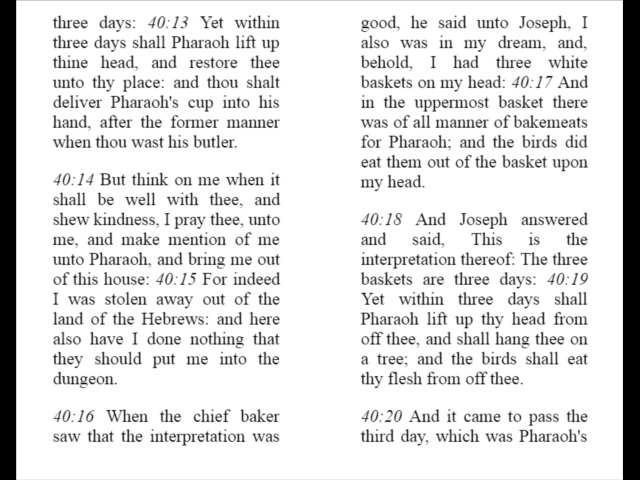 three days: 40:13 Yet within
three days shall Pharaoh lift up
thine head, and restore thee
unto thy place: and thou shalt
deliver Pharaoh's cup into his
hand, after the former manner
when thou wast his butler.
40:14 But think on me when it
shall be well with thee, and
shew kindness, I pray thee, unto
me, and make mention of me
unto Pharaoh, and bring me out
of this house: 40:15 For indeed
I was stolen away out of the
land of the Hebrews: and here
also have I done nothing that
they should put me into the
dungeon.
40:16 When the chief baker
saw that the interpretation was
good, he said unto Joseph, I
also was in my dream, and,
behold, I had three white
baskets on my head: 40:17 And
in the uppermost basket there
was of all manner of bakemeats
for Pharaoh; and the birds did
eat them out of the basket upon
my head.
40:18 And Joseph answered
and said, This is the
interpretation thereof: The three
baskets are three days: 40:19
Yet within three days shall
Pharaoh lift up thy head from
off thee, and shall hang thee on
a tree; and the birds shall eat
thy flesh from off thee.
40:20 And it came to pass the
third day, which was Pharaoh's